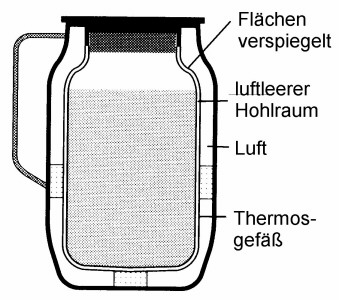 Flächen
verspiegelt
luftleerer
Hohlraum
Luft
Thermos-
gefäß